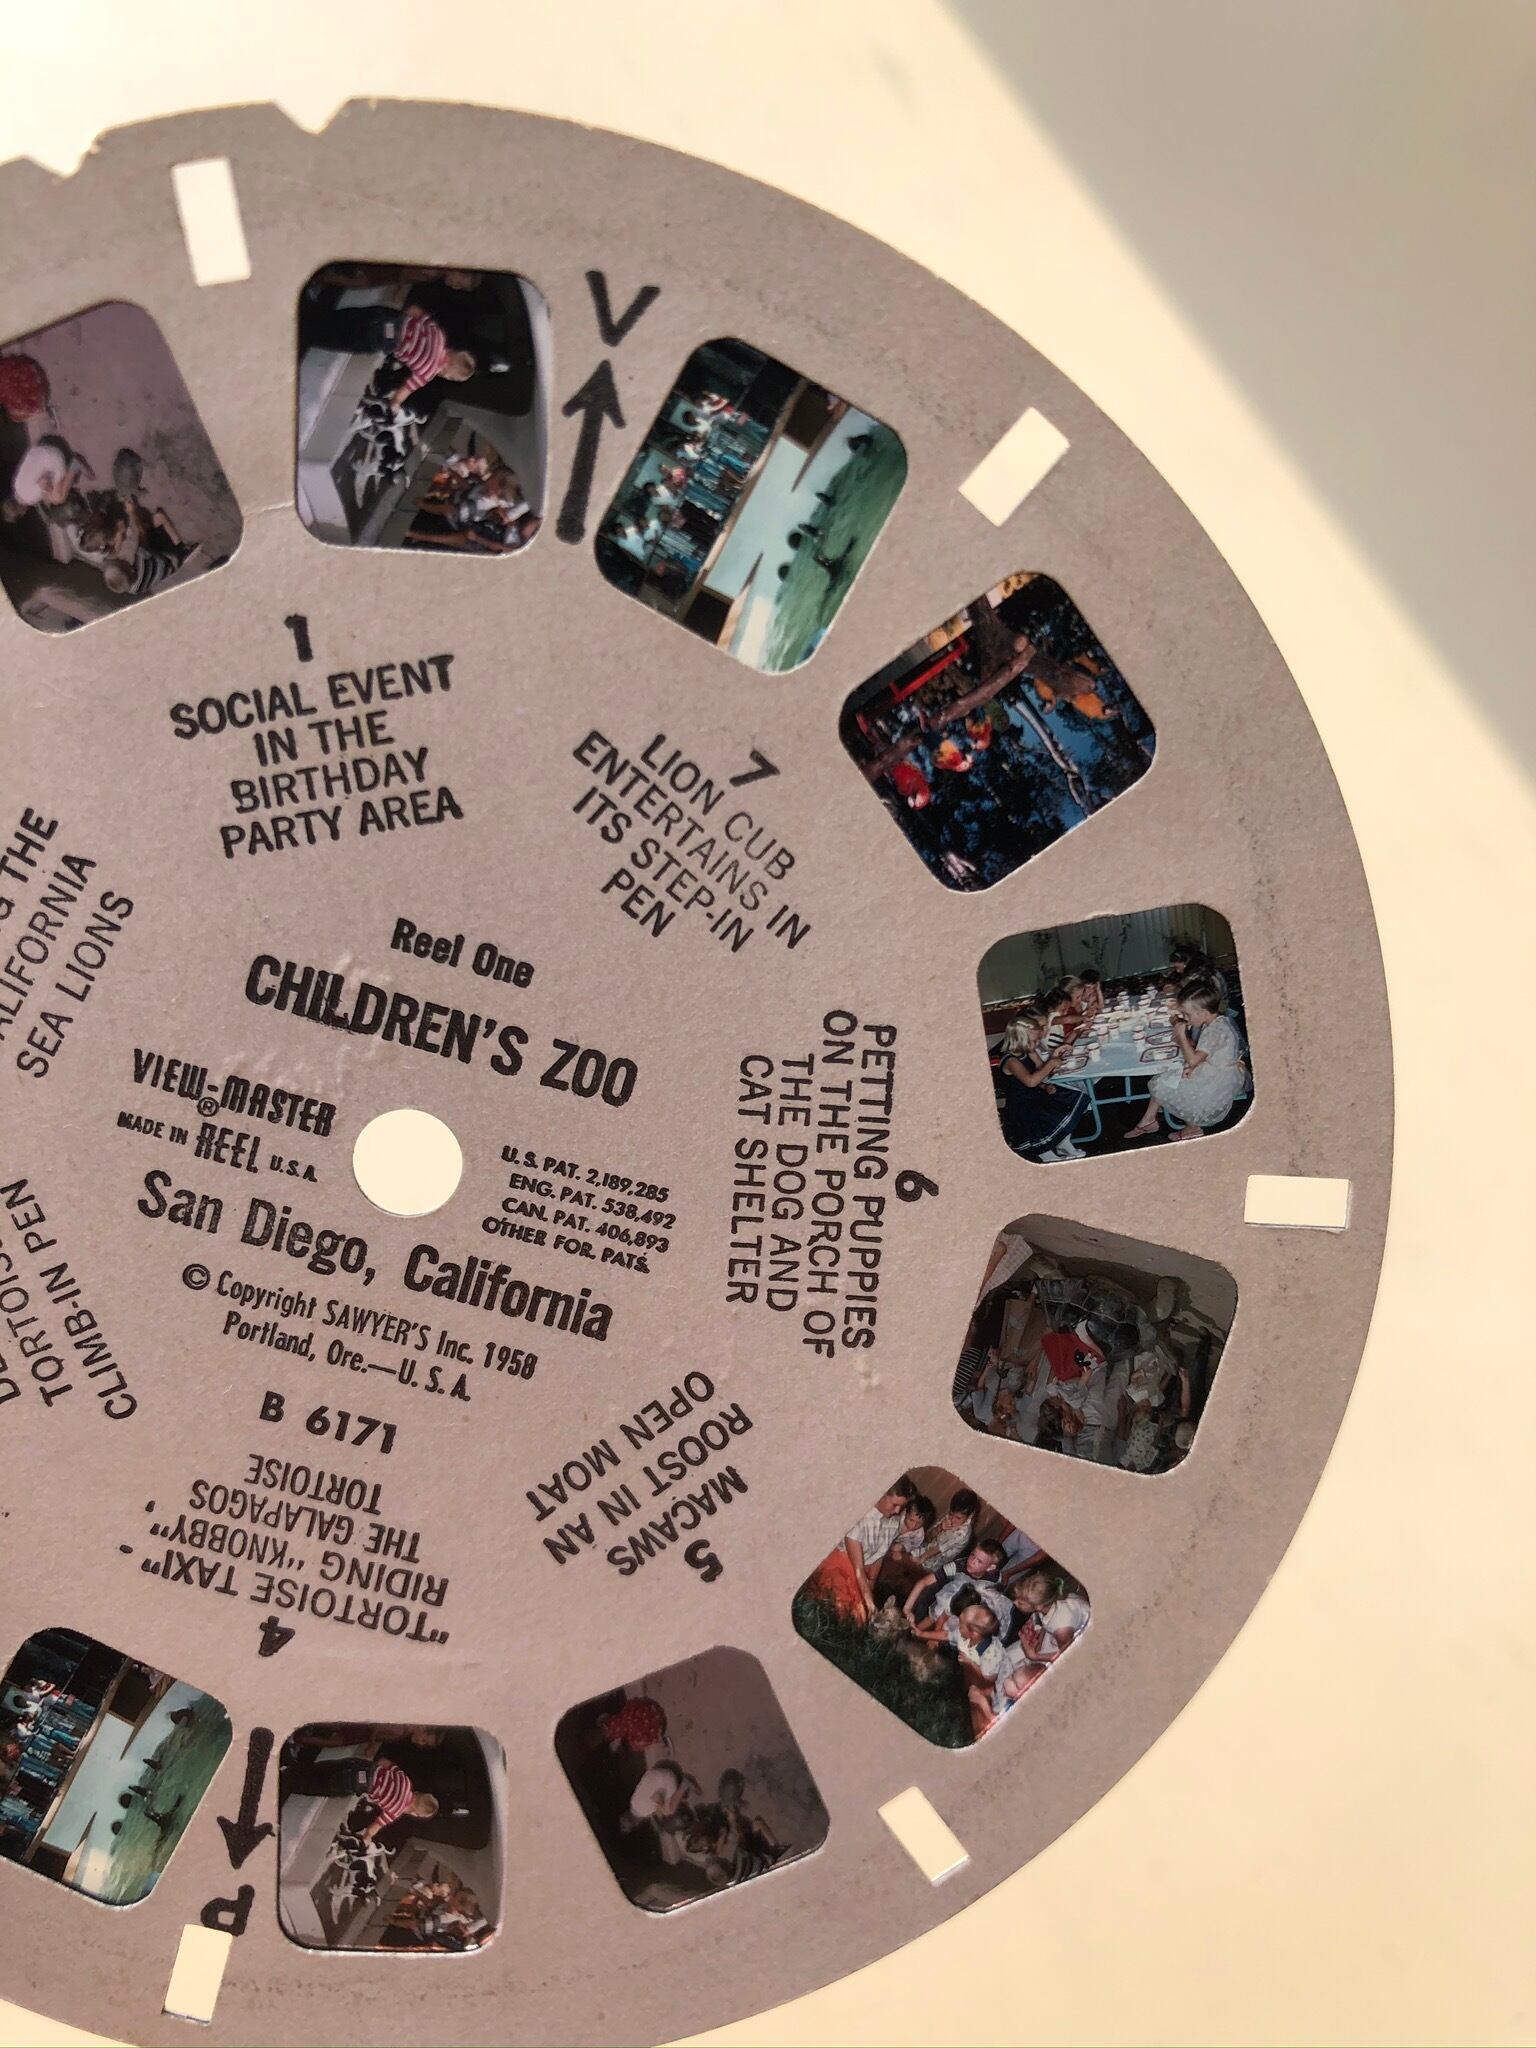 V
1
SOCIAL EVENT
IN THE
BIRTHDAY
PARTY AREA
7
LION CUB
ENTERTAINS IN
ITS STEP-IN
PEN
6
PETTING PUPPIES
ON THE PORCH OF
THE DOG AND
CAT SHELTER
5
MACAWS
ROOST IN AN
OPEN MOAT
4
"TORTOISE TAXI" -
RIDING "KNOBBY",
THE GALAPAGOS
TORTOISE
TORTOISE
CLIMB-IN PEN
THE
CALIFORNIA
SEA LIONS
Reel One
CHILDREN'S ZOO
VIEW-MASTER
®
MADE IN REEL U.S.A.
U.S. PAT. 2,189,285
ENG. PAT. 538,492
CAN. PAT. 406,893
OTHER FOR. PATS.
San Diego, California
© Copyright SAWYER'S Inc. 1958
Portland, Ore.—U. S. A.
B 6171